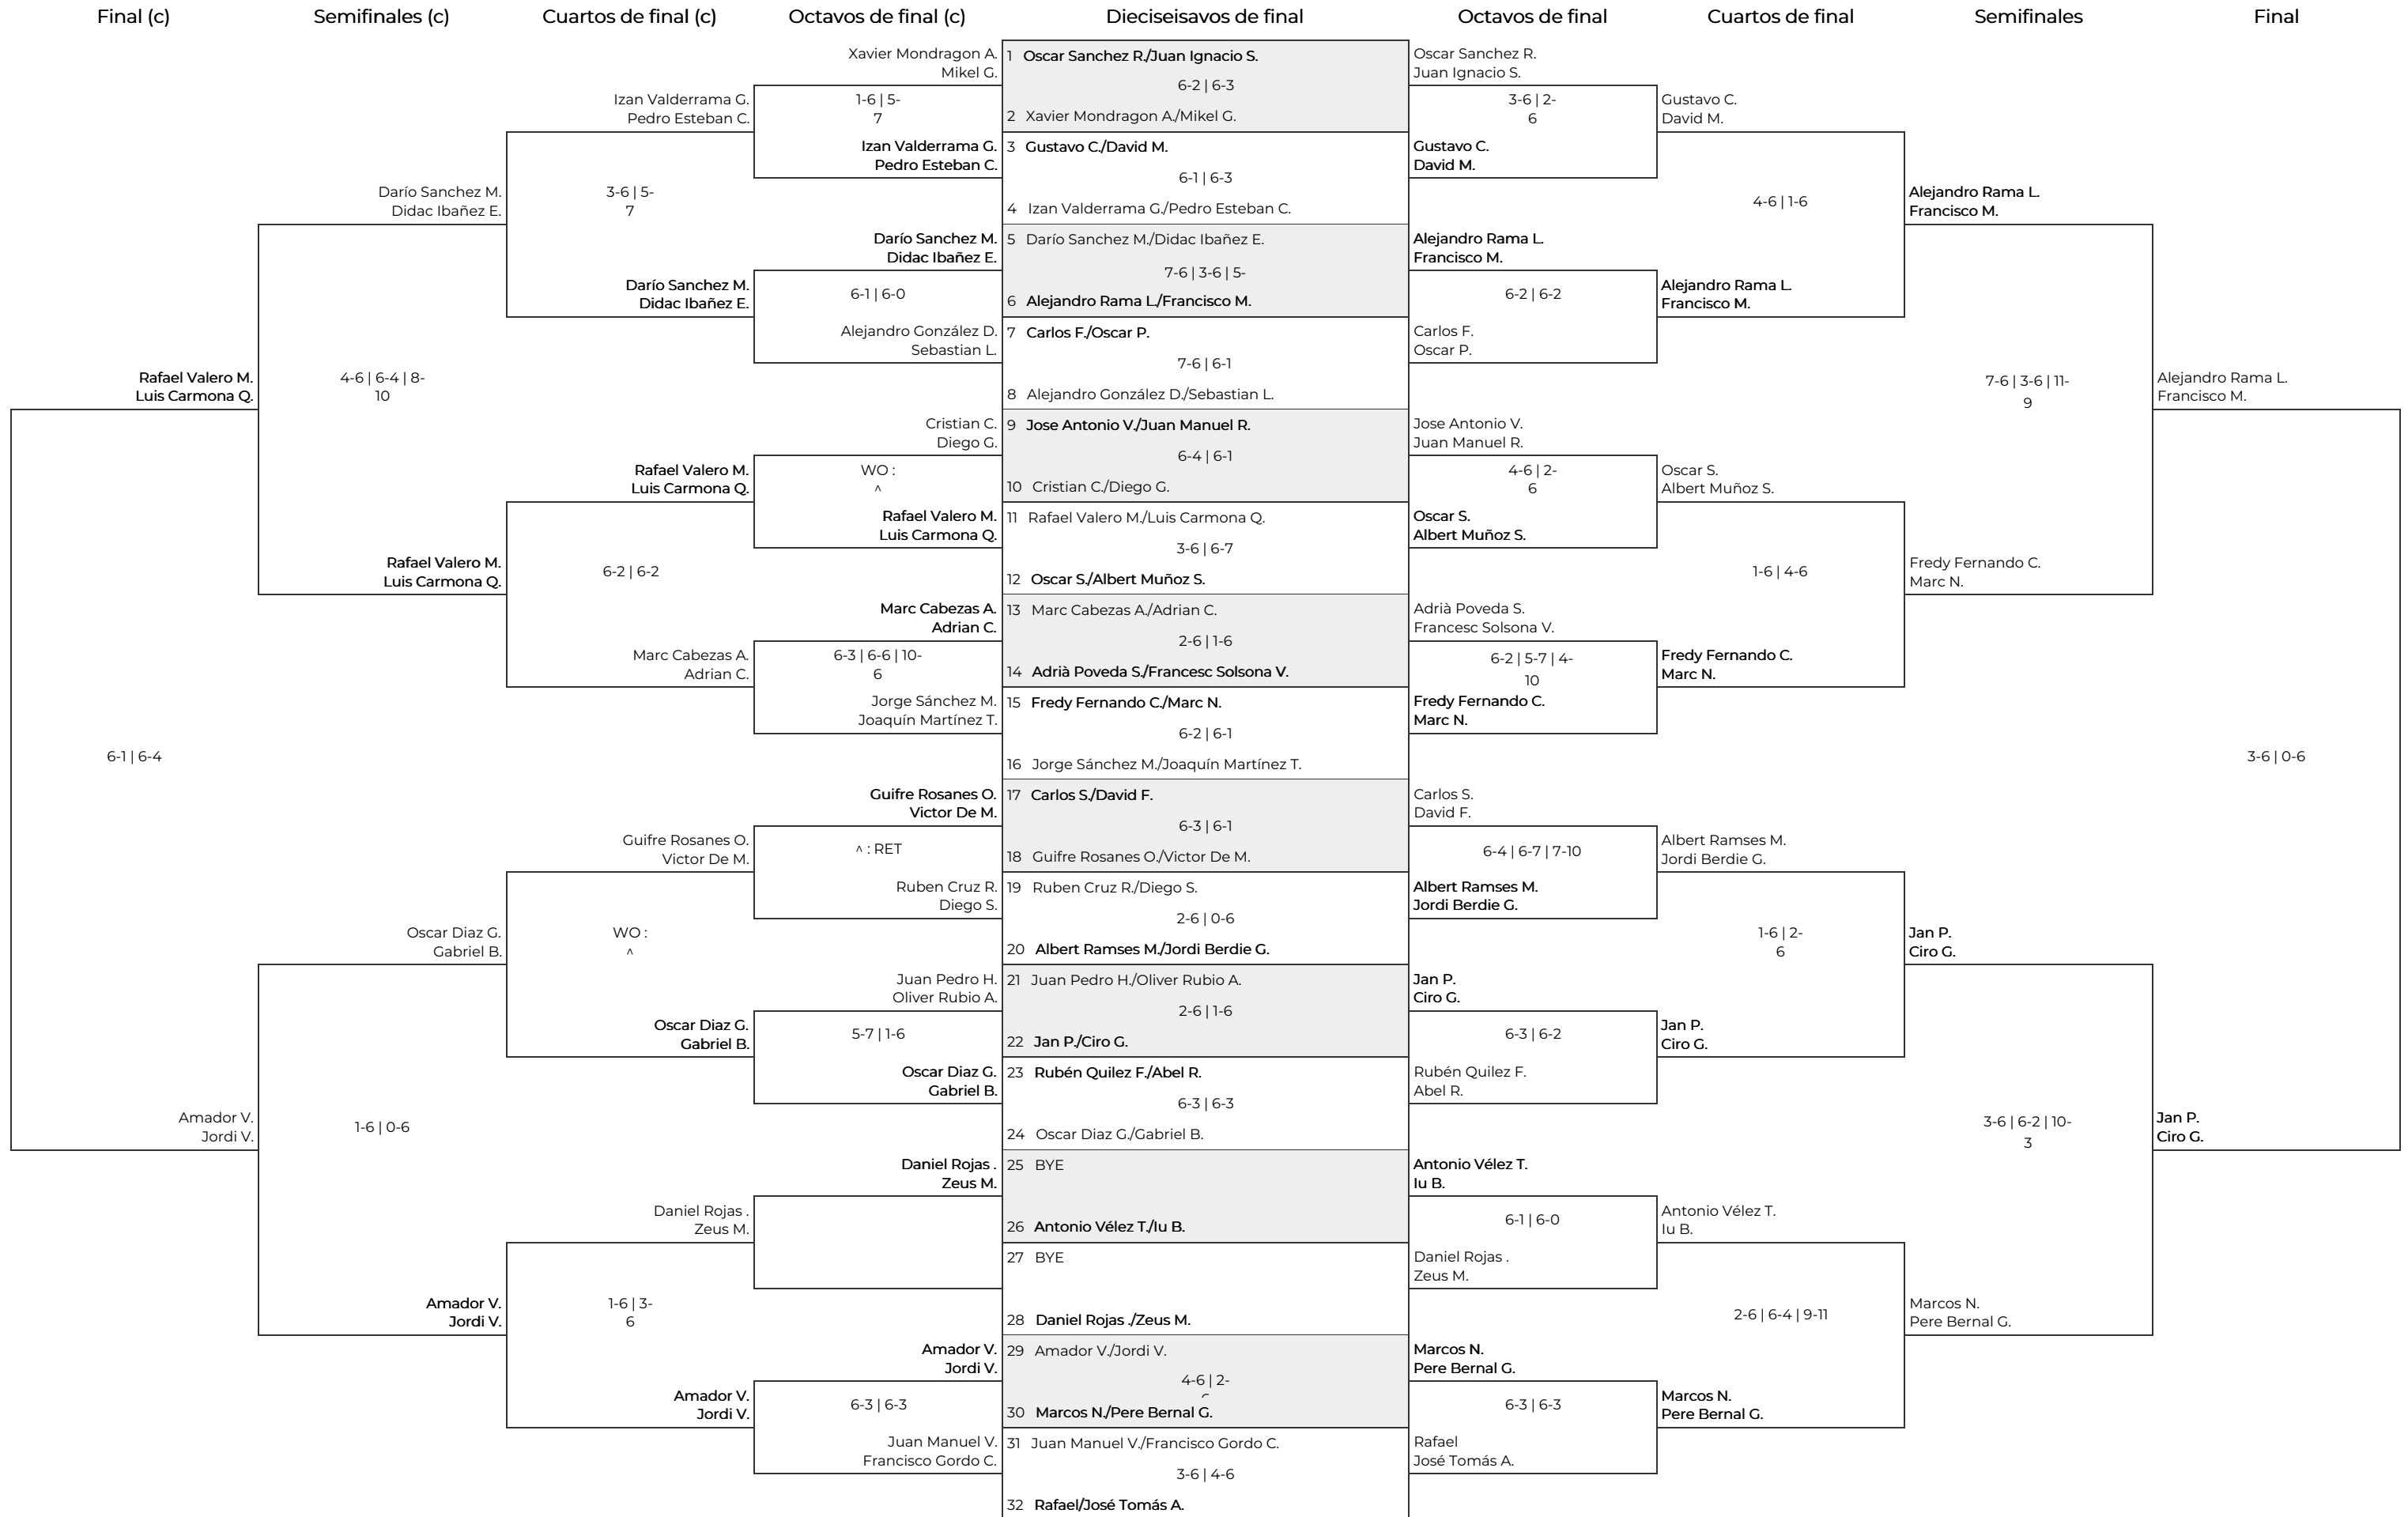 Final (c)
Semifinales (c)
Cuartos de final (c)
Octavos de final (c)
Dieciseisavos de final
Octavos de final
Cuartos de final
Semifinales
Final
Rafael Valero M.
Luis Carmona Q.
6-1 | 6-4
Amador V.
Jordi V.
Darío Sanchez M.
Didac Ibañez E.
4-6 | 6-4 | 8-
10
Rafael Valero M.
Luis Carmona Q.
Oscar Diaz G.
Gabriel B.
1-6 | 0-6
Amador V.
Jordi V.
Izan Valderrama G.
Pedro Esteban C.
3-6 | 5-
7
Darío Sanchez M.
Didac Ibañez E.
Rafael Valero M.
Luis Carmona Q.
6-2 | 6-2
Marc Cabezas A.
Adrian C.
Guifre Rosanes O.
Victor De M.
WO :
^
Oscar Diaz G.
Gabriel B.
Daniel Rojas .
Zeus M.
1-6 | 3-
6
Amador V.
Jordi V.
Xavier Mondragon A.
Mikel G.
1-6 | 5-
7
Izan Valderrama G.
Pedro Esteban C.
Darío Sanchez M.
Didac Ibañez E.
6-1 | 6-0
Alejandro González D.
Sebastian L.
Cristian C.
Diego G.
WO :
^
Rafael Valero M.
Luis Carmona Q.
Marc Cabezas A.
Adrian C.
6-3 | 6-6 | 10-
6
Jorge Sánchez M.
Joaquín Martínez T.
Guifre Rosanes O.
Victor De M.
^ : RET
Ruben Cruz R.
Diego S.
Juan Pedro H.
Oliver Rubio A.
5-7 | 1-6
Oscar Diaz G.
Gabriel B.
Daniel Rojas .
Zeus M.
Amador V.
Jordi V.
6-3 | 6-3
Juan Manuel V.
Francisco Gordo C.
1 Oscar Sanchez R./Juan Ignacio S.
6-2 | 6-3
2 Xavier Mondragon A./Mikel G.
3 Gustavo C./David M.
6-1 | 6-3
4 Izan Valderrama G./Pedro Esteban C.
5 Darío Sanchez M./Didac Ibañez E.
7-6 | 3-6 | 5-
6 Alejandro Rama L./Francisco M.
7 Carlos F./Oscar P.
7-6 | 6-1
8 Alejandro González D./Sebastian L.
9 Jose Antonio V./Juan Manuel R.
6-4 | 6-1
10 Cristian C./Diego G.
11 Rafael Valero M./Luis Carmona Q.
3-6 | 6-7
12 Oscar S./Albert Muñoz S.
13 Marc Cabezas A./Adrian C.
2-6 | 1-6
14 Adrià Poveda S./Francesc Solsona V.
15 Fredy Fernando C./Marc N.
6-2 | 6-1
16 Jorge Sánchez M./Joaquín Martínez T.
17 Carlos S./David F.
6-3 | 6-1
18 Guifre Rosanes O./Victor De M.
19 Ruben Cruz R./Diego S.
2-6 | 0-6
20 Albert Ramses M./Jordi Berdie G.
21 Juan Pedro H./Oliver Rubio A.
2-6 | 1-6
22 Jan P./Ciro G.
23 Rubén Quilez F./Abel R.
6-3 | 6-3
24 Oscar Diaz G./Gabriel B.
25 BYE
26 Antonio Vélez T./Iu B.
27 BYE
28 Daniel Rojas ./Zeus M.
29 Amador V./Jordi V.
4-6 | 2-
30 Marcos N./Pere Bernal G.
31 Juan Manuel V./Francisco Gordo C.
3-6 | 4-6
32 Rafael/José Tomás A.
Oscar Sanchez R.
Juan Ignacio S.
3-6 | 2-
6
Gustavo C.
David M.
Alejandro Rama L.
Francisco M.
6-2 | 6-2
Carlos F.
Oscar P.
Jose Antonio V.
Juan Manuel R.
4-6 | 2-
6
Oscar S.
Albert Muñoz S.
Adrià Poveda S.
Francesc Solsona V.
6-2 | 5-7 | 4-
10
Fredy Fernando C.
Marc N.
Carlos S.
David F.
6-4 | 6-7 | 7-10
Albert Ramses M.
Jordi Berdie G.
Jan P.
Ciro G.
6-3 | 6-2
Rubén Quilez F.
Abel R.
Antonio Vélez T.
Iu B.
6-1 | 6-0
Daniel Rojas .
Zeus M.
Marcos N.
Pere Bernal G.
6-3 | 6-3
Rafael
José Tomás A.
Gustavo C.
David M.
4-6 | 1-6
Alejandro Rama L.
Francisco M.
Oscar S.
Albert Muñoz S.
1-6 | 4-6
Fredy Fernando C.
Marc N.
Albert Ramses M.
Jordi Berdie G.
1-6 | 2-
6
Jan P.
Ciro G.
Antonio Vélez T.
Iu B.
2-6 | 6-4 | 9-11
Marcos N.
Pere Bernal G.
Alejandro Rama L.
Francisco M.
7-6 | 3-6 | 11-
9
Fredy Fernando C.
Marc N.
Jan P.
Ciro G.
3-6 | 6-2 | 10-
3
Marcos N.
Pere Bernal G.
Alejandro Rama L.
Francisco M.
3-6 | 0-6
Jan P.
Ciro G.